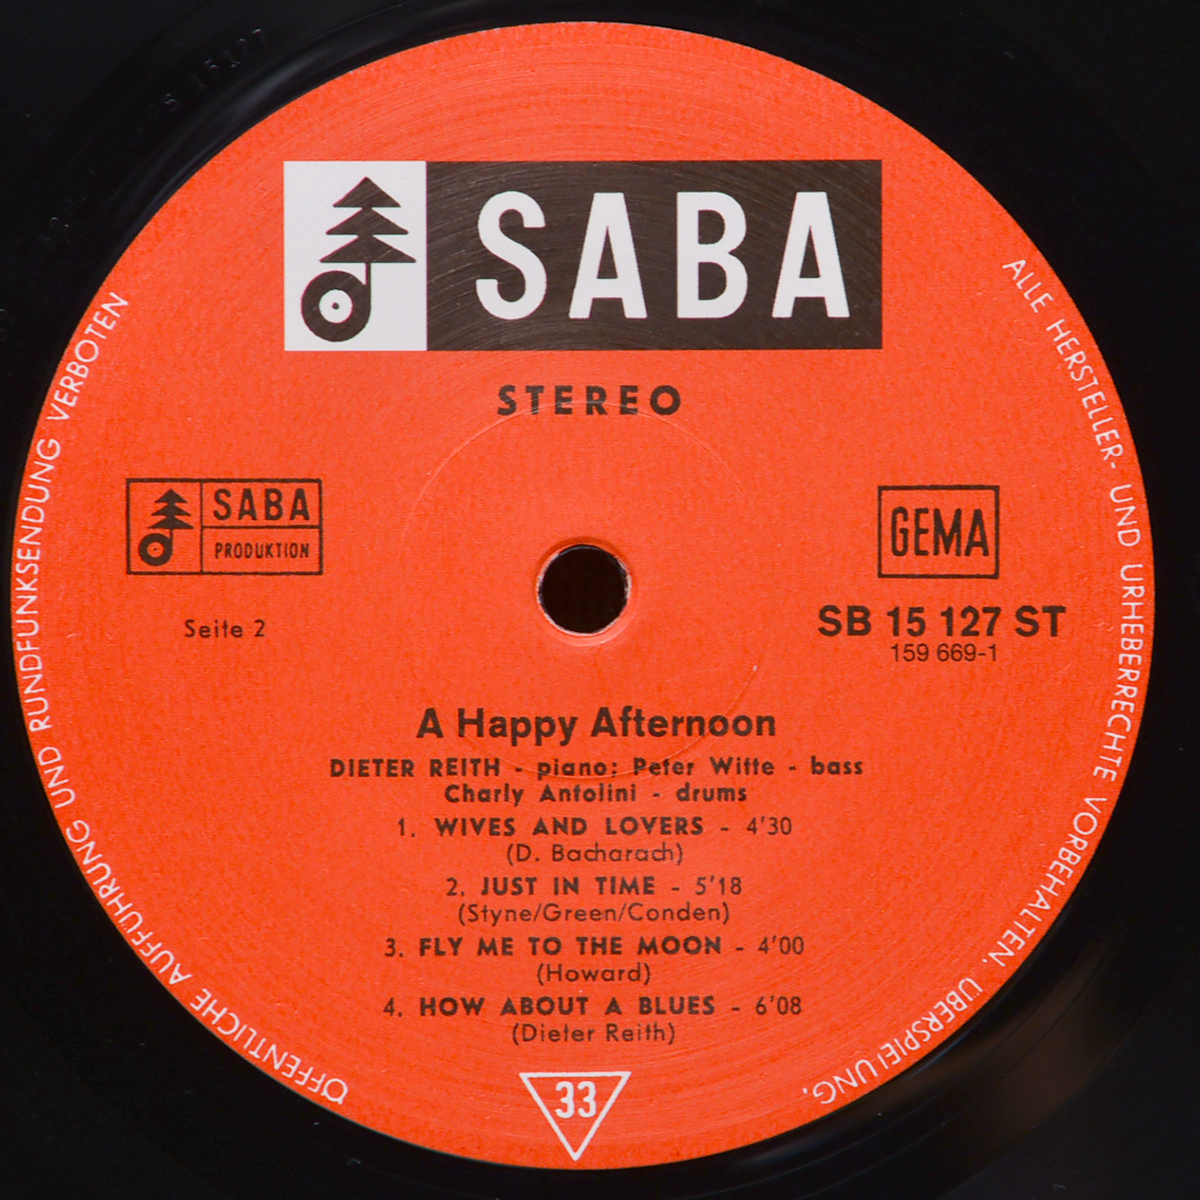 SABA
STEREO
SABA
PRODUKTION
GEMA
Seite 2
SB 15 127 ST
159 669-1
A Happy Afternoon
DIETER REITH - piano; Peter Witte - bass
Charly Antolini - drums
1. WIVES AND LOVERS - 4'30
(D. Bacharach)
2. JUST IN TIME - 5'18
(Styne/Green/Conden)
3. FLY ME TO THE MOON - 4'00
(Howard)
4. HOW ABOUT A BLUES - 6'08
(Dieter Reith)
33
ALLE HERSTELLER- UND URHEBERRECHTE VORBEHALTEN. ÜBERSPIELUNG,
ÖFFENTLICHE AUFFÜHRUNG UND RUNDFUNKSENDUNG VERBOTEN